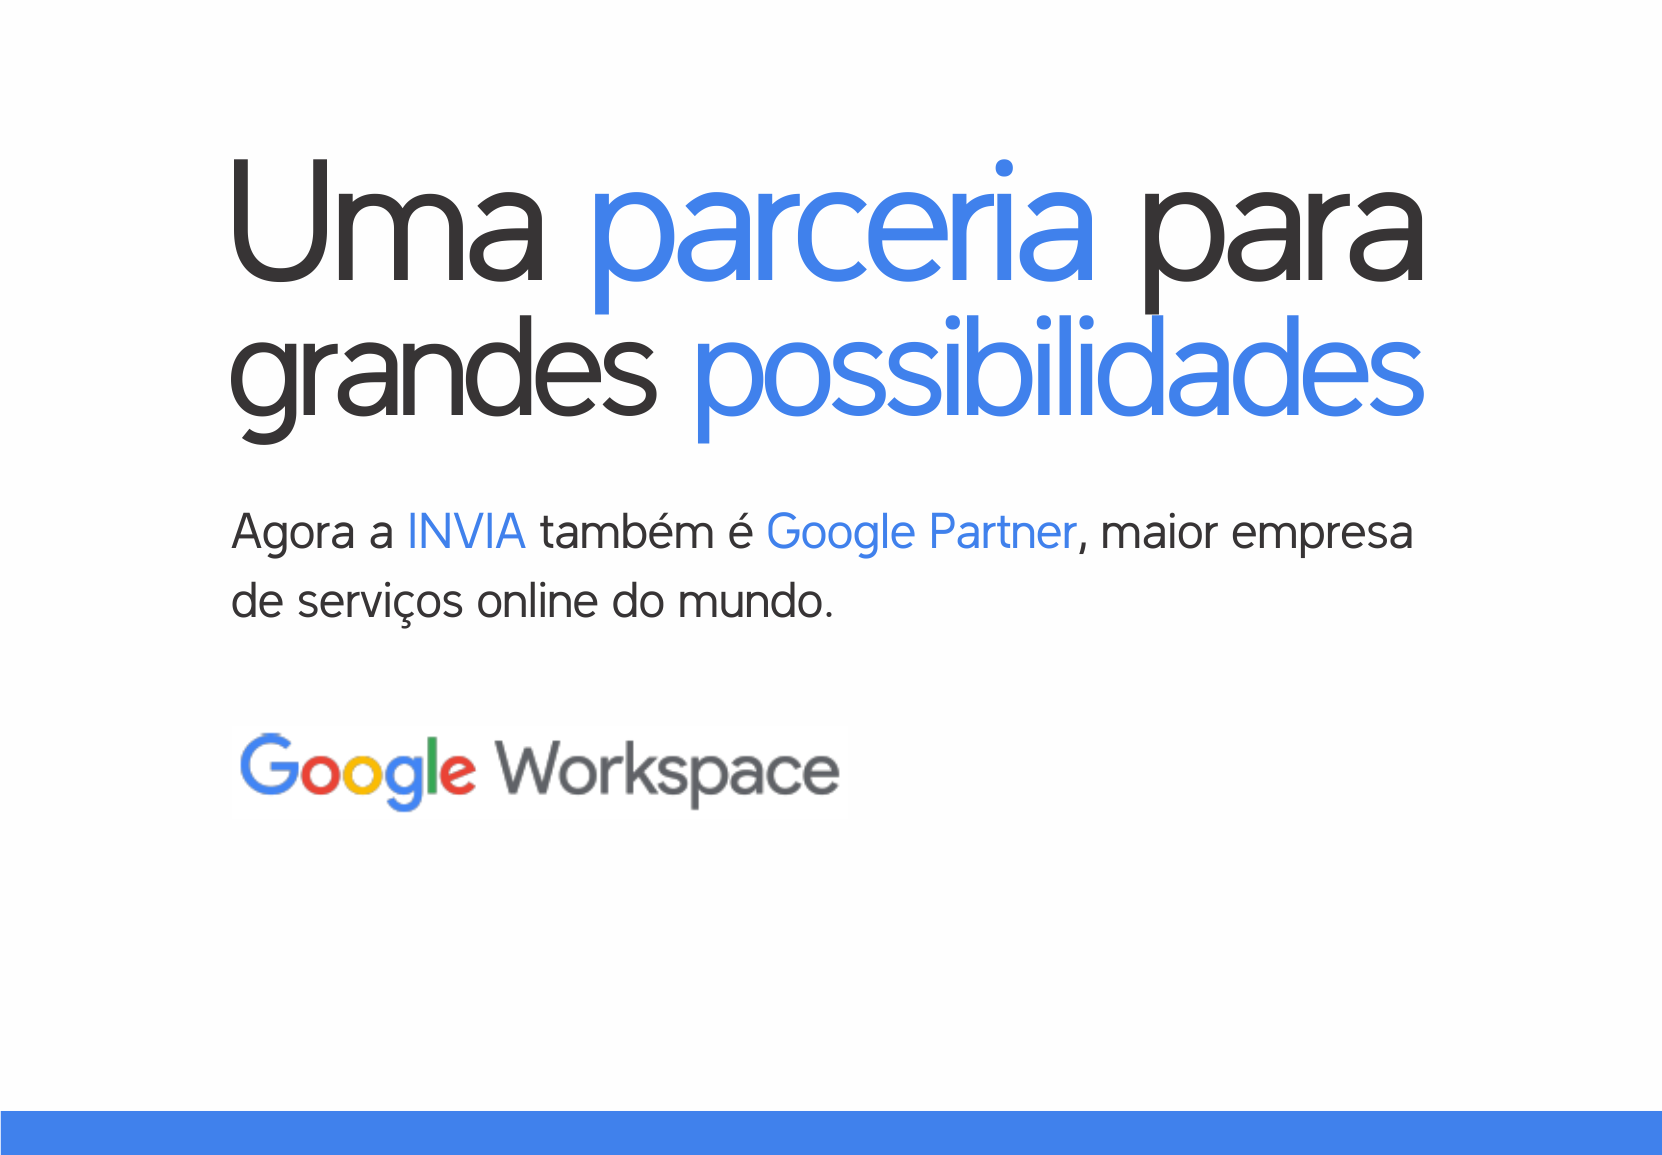 Uma parceria para
grandes possibilidades
Agora a INVIA também é Google Partner, maior empresa
de serviços online do mundo.
Google Workspace